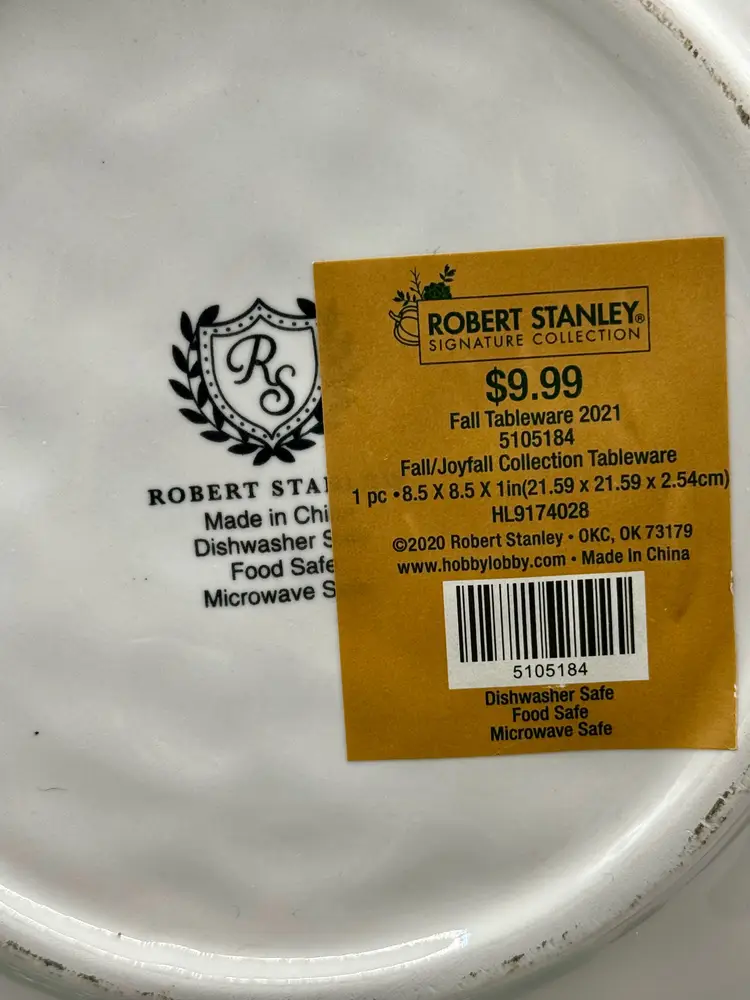 RS
ROBERT STA
Made in Chi
Dishwasher S
Food Safe
Microwave S
ROBERT STANLEY®
SIGNATURE COLLECTION
$9.99
Fall Tableware 2021
5105184
Fall/Joyfall Collection Tableware
1 pc •8.5 X 8.5 X 1in(21.59 x 21.59 x 2.54cm)
HL9174028
©2020 Robert Stanley • OKC, OK 73179
www.hobbylobby.com • Made In China
5105184
Dishwasher Safe
Food Safe
Microwave Safe